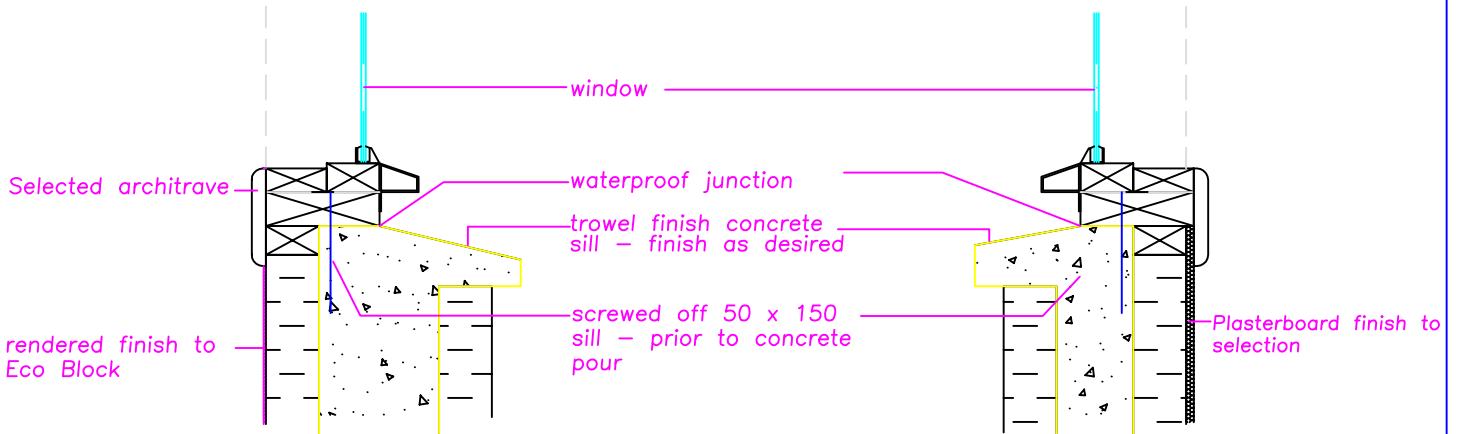 window
Selected architrave
waterproof junction
trowel finish concrete
sill – finish as desired
screwed off 50 x 150
sill – prior to concrete
pour
rendered finish to
Eco Block
Plasterboard finish to
selection